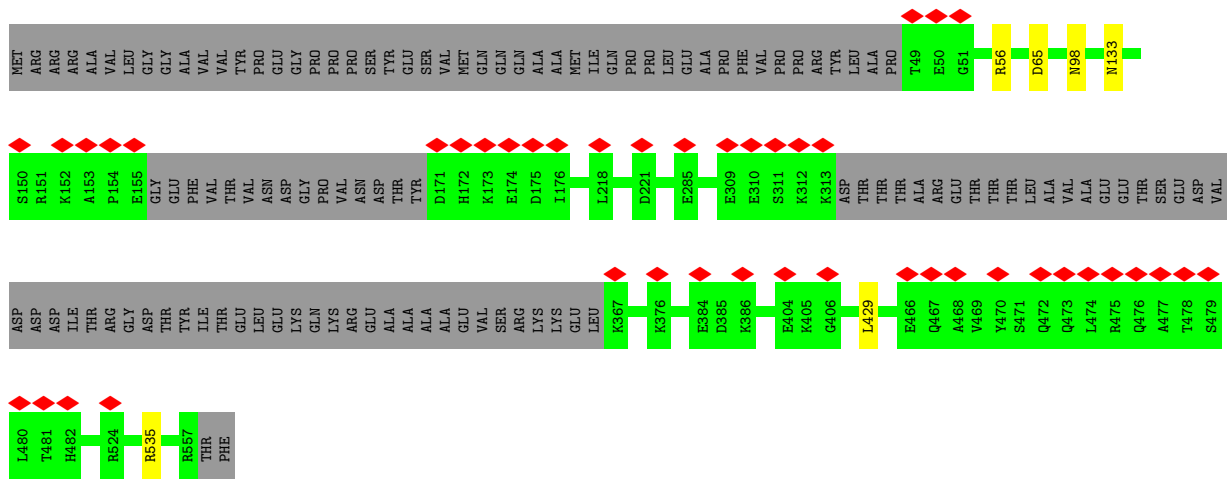 MET ARG ARG ARG ALA VAL LEU GLY GLY ALA VAL VAL TYR PRO GLU GLY PRO PRO PRO SER TYR GLU SER VAL MET GLN GLN GLN ALA ALA MET ILE GLN PRO PRO LEU GLU ALA PRO PHE VAL PRO PRO ARG TYR LEU ALA PRO T49 E50 G51 R56 D65 N98 N133
S150 R151 K152 A153 P154 E155 GLY GLU PHE VAL THR VAL ASN ASP GLY PRO VAL ASN ASP THR TYR D171 H172 K173 E174 D175 I176 L218 D221 E285 E309 E310 S311 K312 K313 ASP THR THR THR ALA ARG GLU THR THR THR LEU ALA VAL ALA GLU GLU THR SER GLU ASP VAL
ASP ASP ASP ILE THR ARG GLY ASP THR TYR ILE THR GLU LEU GLU LYS GLN LYS ARG GLU ALA ALA ALA ALA GLU VAL SER ARG LYS LYS GLU LEU K367 K376 E384 D385 K386 E404 K405 G406 L429 E466 Q467 A468 V469 Y470 S471 Q472 Q473 L474 R475 Q476 A477 T478 S479
L480 T481 H482 R524 R535 R557 THR PHE